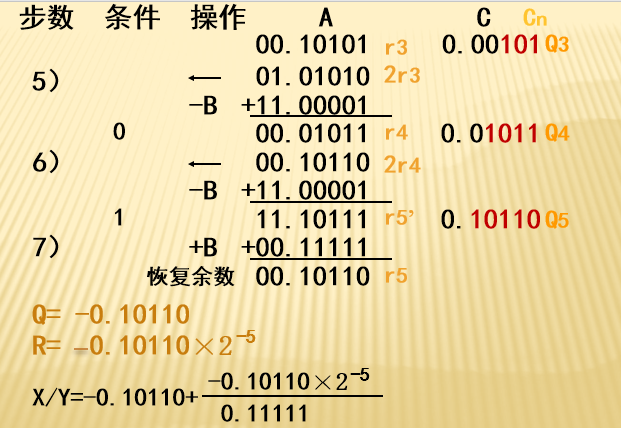 步数 条件 操作 A C Cn
00.10101 r3 0.00101 Q3
5) ← 01.01010 2r3
-B +11.00001
0 00.01011 r4 0.01011 Q4
6) ← 00.10110 2r4
-B +11.00001
1 11.10111 r5' 0.10110 Q5
7) +B +00.11111
恢复余数 00.10110 r5
Q= -0.10110
R= -0.10110×2⁻⁵
X/Y=-0.10110+ -0.10110×2⁻⁵
0.11111